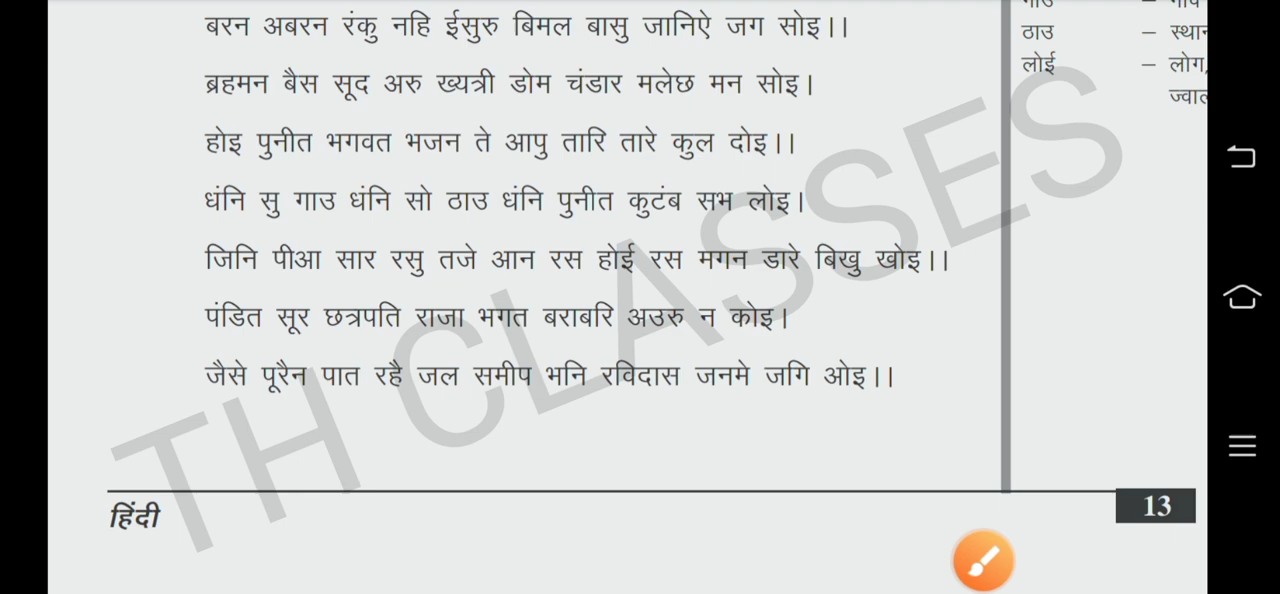 बरन अबरन रंकु नहि ईसुरु बिमल बासु जानिऐ जग सोइ।।
ब्रहमन बैस सूद अरु ख्यत्री डोम चंडार मलेछ मन सोइ।
होइ पुनीत भगवत भजन ते आपु तारि तारे कुल दोइ।।
धंनि सु गाउ धंनि सो ठाउ धंनि पुनीत कुटंब सभ लोइ।
जिनि पीआ सार रसु तजे आन रस होई रस मगन डारे बिखु खोइ।।
पंडित सूर छत्रपति राजा भगत बराबरि अउरु न कोइ।
जैसे पूरैन पात रहै जल समीप भनि रविदास जनमे जगि ओइ।।
ठाउ – स्थान
लोई – लोग,
TH CLASSES
हिंदी
13